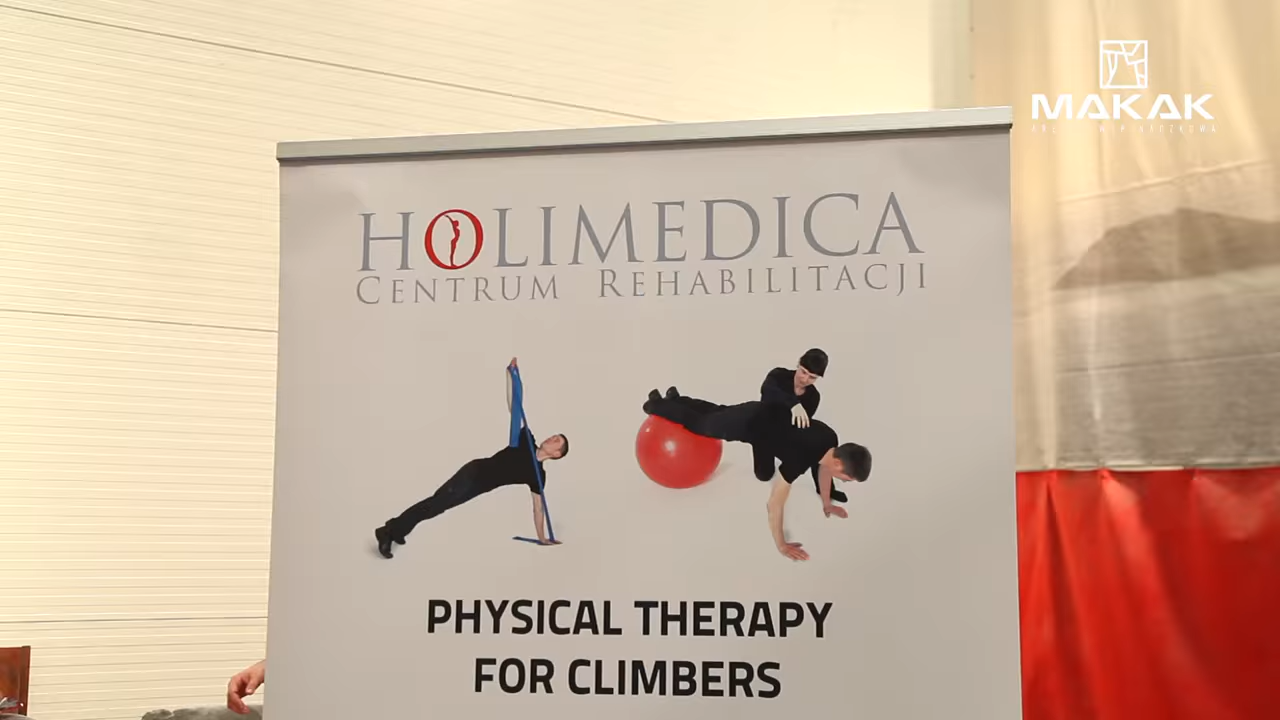 MAKAK
HOLIMEDICA
CENTRUM REHABILITACJI
PHYSICAL THERAPY
FOR CLIMBERS